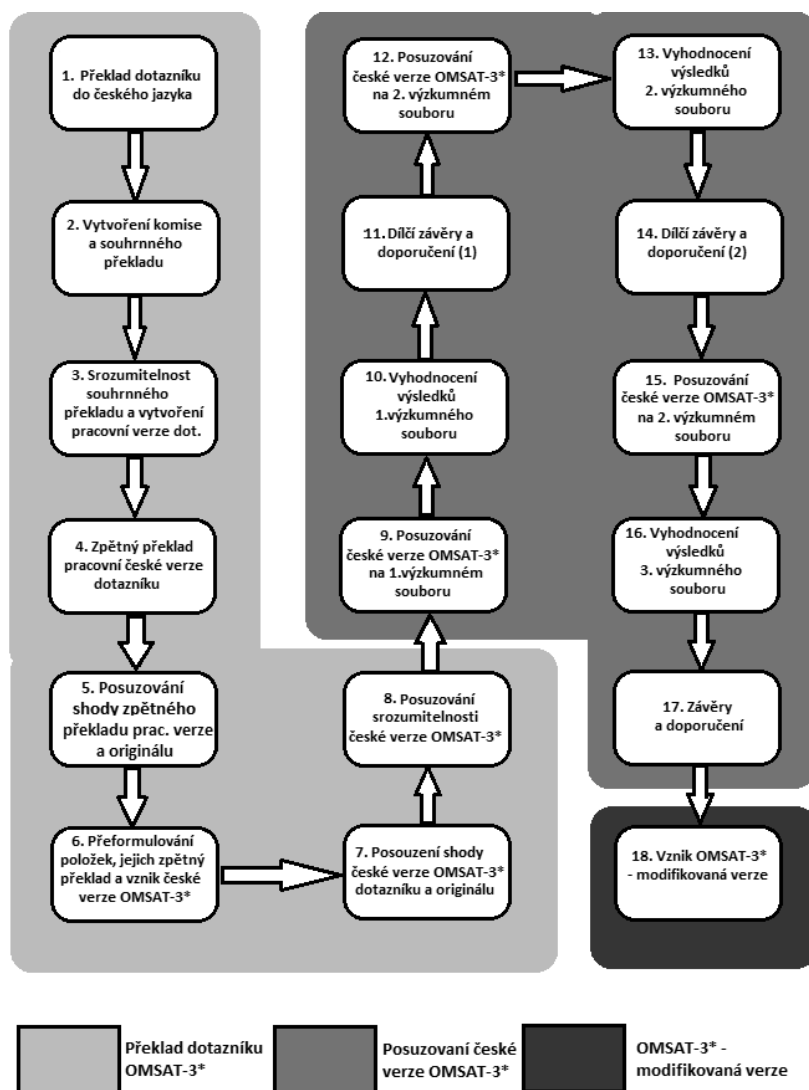 1. Překlad dotazníku
do českého jazyka
2. Vytvoření komise
a souhrnného
překladu
3. Srozumitelnost
souhrnného
překladu a vytvoření
pracovní verze dot.
4. Zpětný překlad
pracovní české verze
dotazníku
5. Posuzování
shody zpětného
překladu prac. verze
a originálu
6. Přeformulování
položek, jejich zpětný
překlad a vznik české
verze OMSAT-3*
7. Posouzení shody
české verze OMSAT-3*
dotazníku a originálu
8. Posuzování
srozumitelnosti
české verze OMSAT-3*
9. Posuzování
české verze OMSAT-3*
na 1.výzkumném
souboru
10. Vyhodnocení
výsledků
1.výzkumného
souboru
11. Dílčí závěry a
doporučení (1)
12. Posuzování
české verze OMSAT-3*
na 2. výzkumném
souboru
13. Vyhodnocení
výsledků
2. výzkumného
souboru
14. Dílčí závěry
a doporučení (2)
15. Posuzování
české verze OMSAT-3*
na 2. výzkumném
souboru
16. Vyhodnocení
výsledků
3. výzkumného
souboru
17. Závěry
a doporučení
18. Vznik OMSAT-3*
- modifikovaná verze
Překlad dotazníku
OMSAT-3*
Posuzovaní české
verze OMSAT-3*
OMSAT-3* -
modifikovaná verze